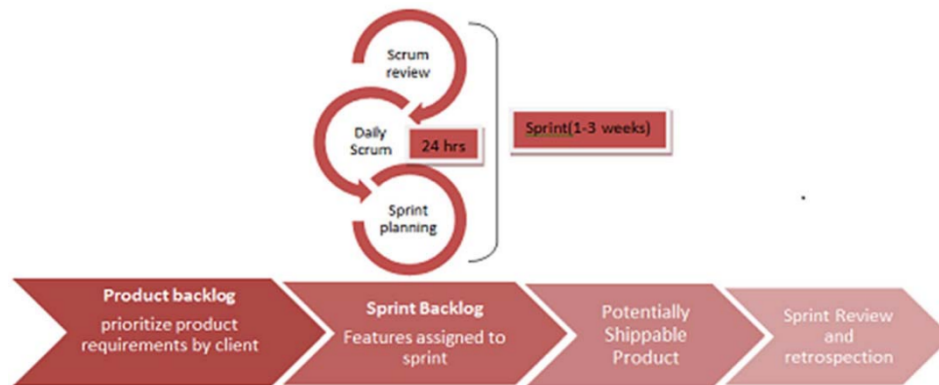 Scrum
review
Daily
Scrum
24 hrs
Sprint(1-3 weeks)
Sprint
planning
Product backlog
prioritize product
requirements by client
Sprint Backlog
Features assigned to
sprint
Potentially
Shippable
Product
Sprint Review
and
retrospection